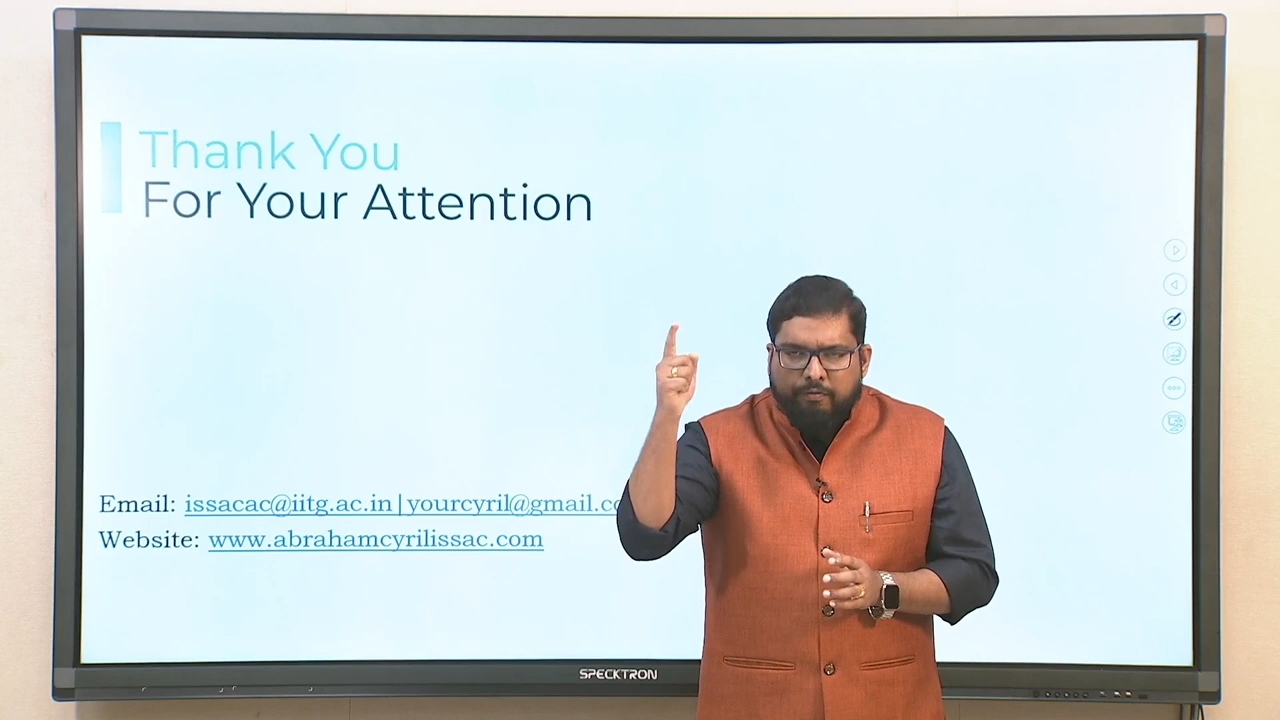 Thank You
For Your Attention
Email: issacac@iitg.ac.in|yourcyril@gmail.co
Website: www.abrahamcyrilissac.com
SPECKTRON